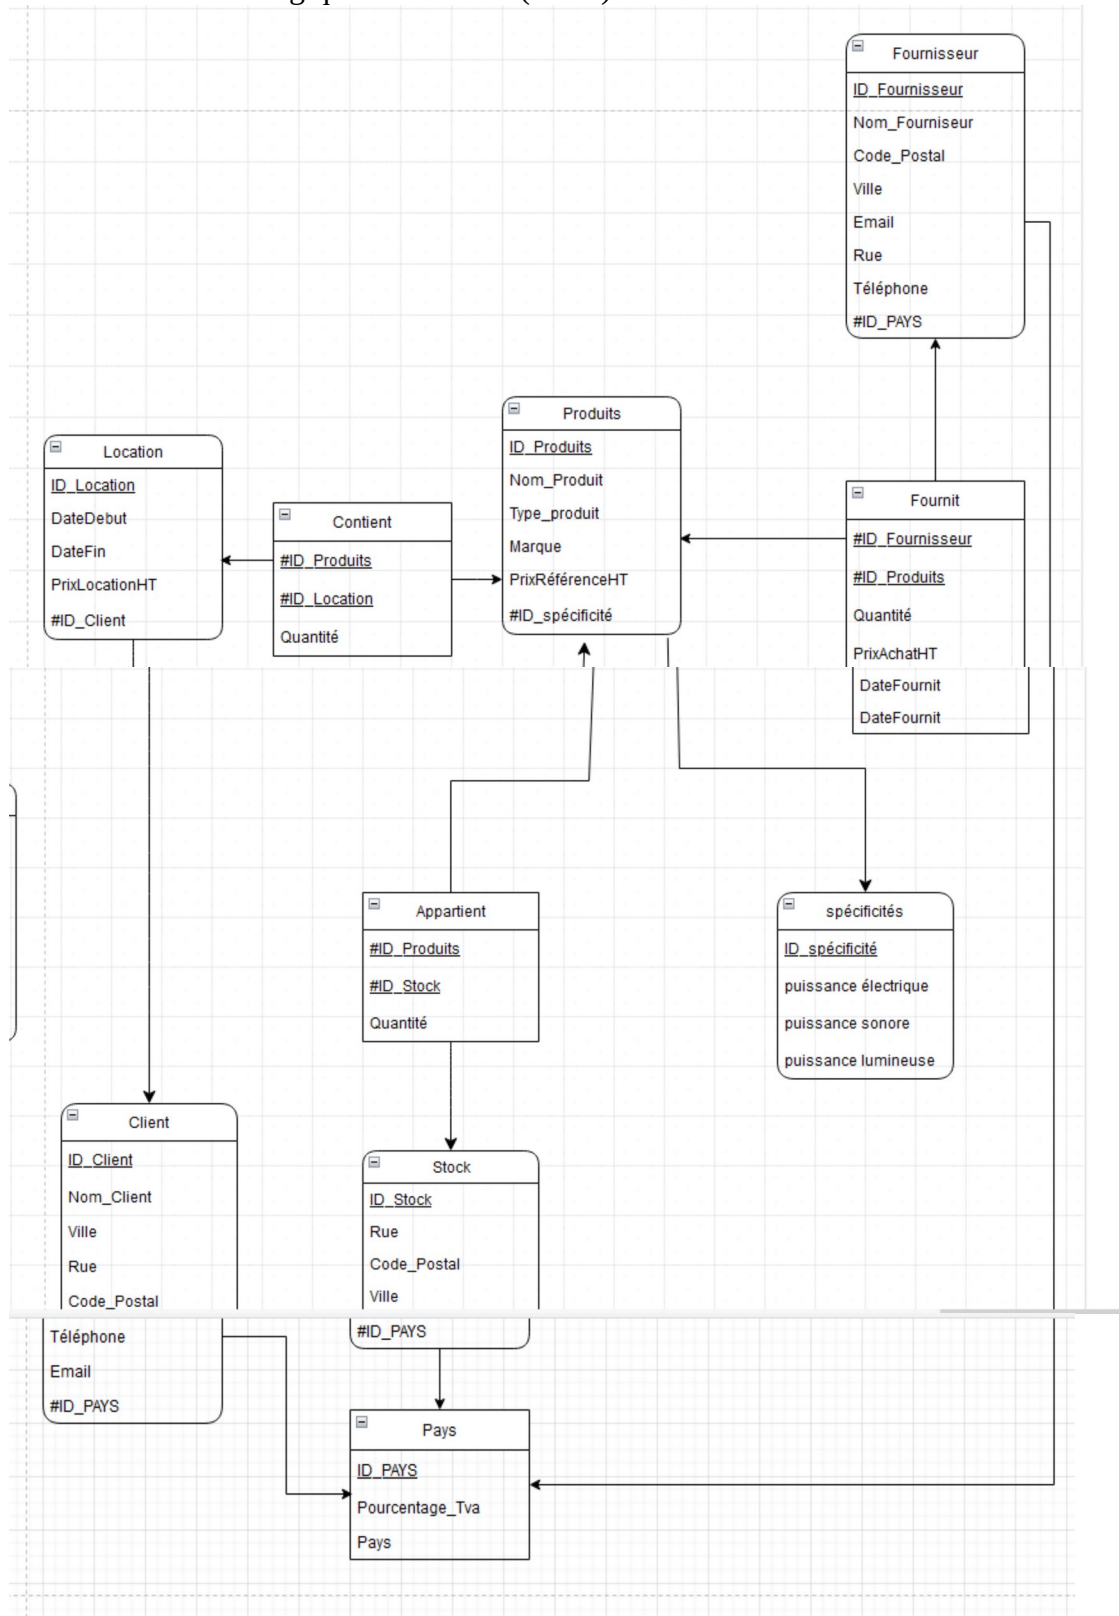 Fournisseur
ID_Fournisseur
Nom_Fourniseur
Code_Postal
Ville
Email
Rue
Téléphone
#ID_PAYS
Produits
ID_Produits
Nom_Produit
Type_produit
Marque
PrixRéférenceHT
#ID_spécificité
Location
ID_Location
DateDebut
DateFin
PrixLocationHT
#ID_Client
Contient
#ID_Produits
#ID_Location
Quantité
Fournit
#ID_Fournisseur
#ID_Produits
Quantité
PrixAchatHT
DateFournit
DateFournit
Appartient
#ID_Produits
#ID_Stock
Quantité
spécificités
ID_spécificité
puissance électrique
puissance sonore
puissance lumineuse
Client
ID_Client
Nom_Client
Ville
Rue
Code_Postal
Téléphone
Email
#ID_PAYS
Stock
ID_Stock
Rue
Code_Postal
Ville
#ID_PAYS
Pays
ID_PAYS
Pourcentage_Tva
Pays